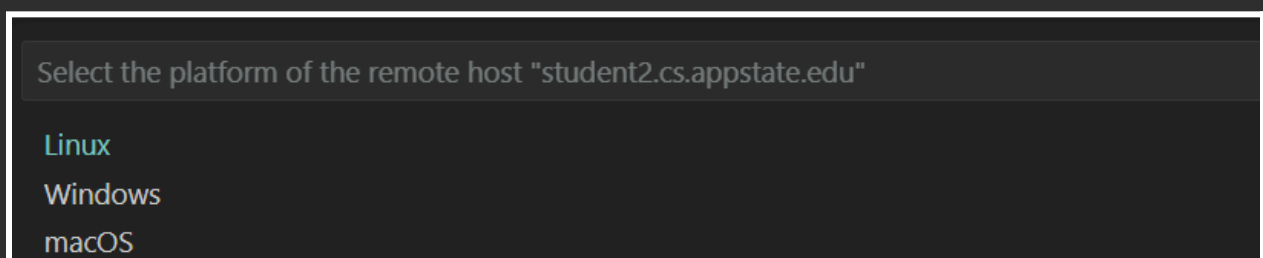 Select the platform of the remote host "student2.cs.appstate.edu"
Linux
Windows
macOS